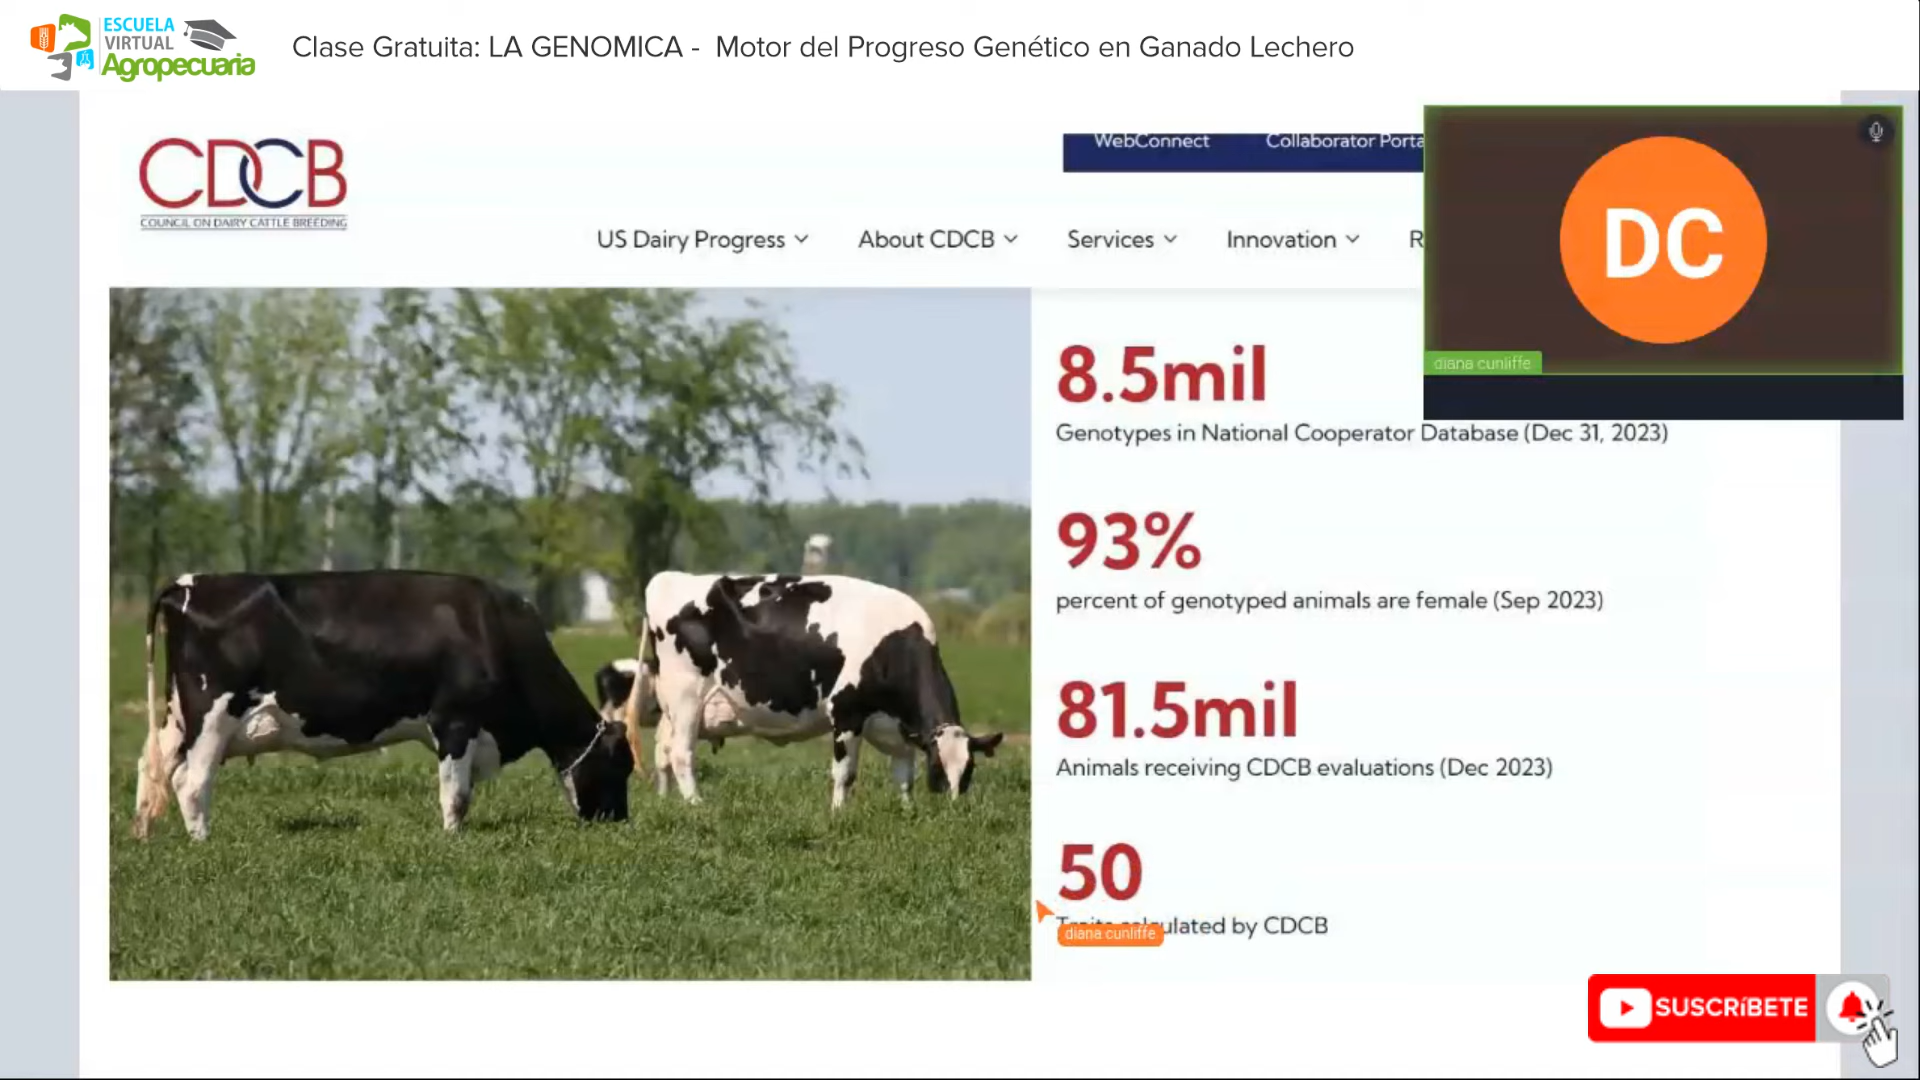 ESCUELA
VIRTUAL
Agropecuaria
Clase Gratuita: LA GENOMICA - Motor del Progreso Genético en Ganado Lechero
CDCB
COUNCIL ON DAIRY CATTLE BREEDING
WebConnect Collaborator Porta
US Dairy Progress About CDCB Services Innovation R
DC
diana cunliffe
8.5mil
Genotypes in National Cooperator Database (Dec 31, 2023)
93%
percent of genotyped animals are female (Sep 2023)
81.5mil
Animals receiving CDCB evaluations (Dec 2023)
50
Traits calculated by CDCB
diana cunliffe
SUSCRíBETE